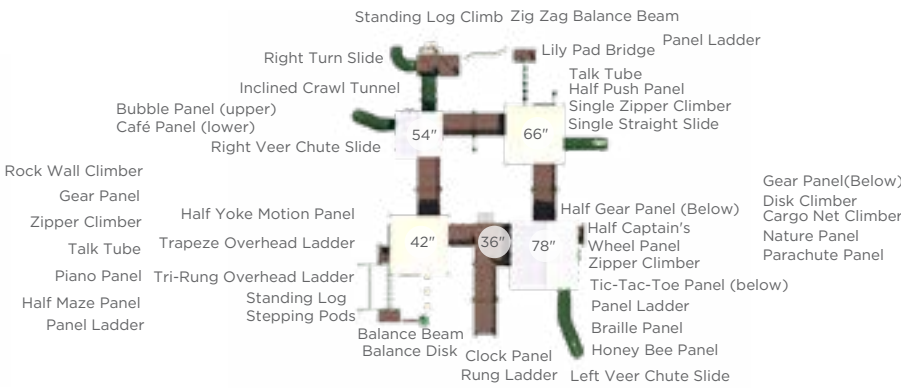 Standing Log Climb
Zig Zag Balance Beam
Panel Ladder
Right Turn Slide
Lily Pad Bridge
Inclined Crawl Tunnel
Talk Tube
Half Push Panel
Single Zipper Climber
Single Straight Slide
Bubble Panel (upper)
Café Panel (lower)
Right Veer Chute Slide
54"
66"
Rock Wall Climber
Gear Panel
Zipper Climber
Talk Tube
Piano Panel
Half Maze Panel
Panel Ladder
Half Yoke Motion Panel
Trapeze Overhead Ladder
Tri-Rung Overhead Ladder
Standing Log
Stepping Pods
42"
36"
78"
Half Gear Panel (Below)
Half Captain's
Wheel Panel
Zipper Climber
Tic-Tac-Toe Panel (below)
Panel Ladder
Braille Panel
Honey Bee Panel
Left Veer Chute Slide
Gear Panel(Below)
Disk Climber
Cargo Net Climber
Nature Panel
Parachute Panel
Balance Beam
Balance Disk
Clock Panel
Rung Ladder